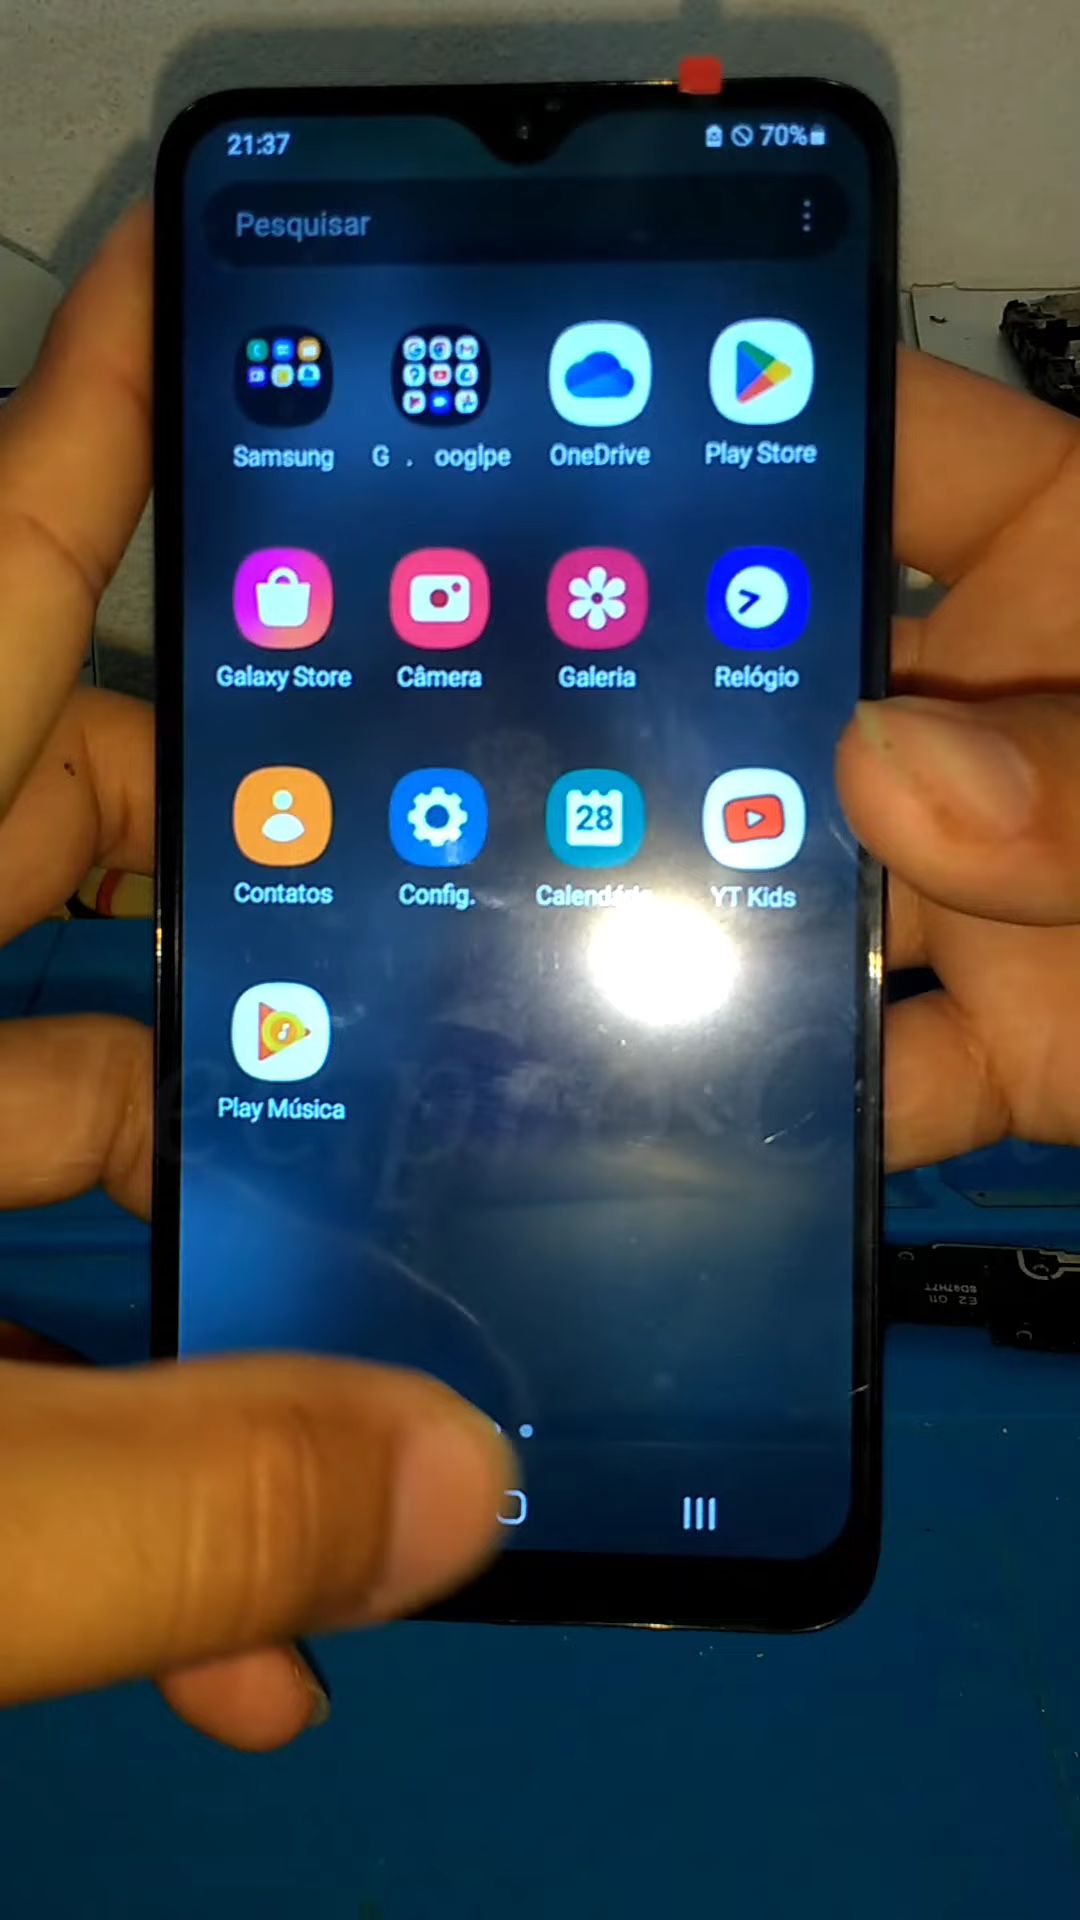 21:37
70%
Pesquisar
Samsung
G . ooglpe
OneDrive
Play Store
Galaxy Store
Câmera
Galeria
Relógio
28
Contatos
Config.
Calendário
YT Kids
Play Música